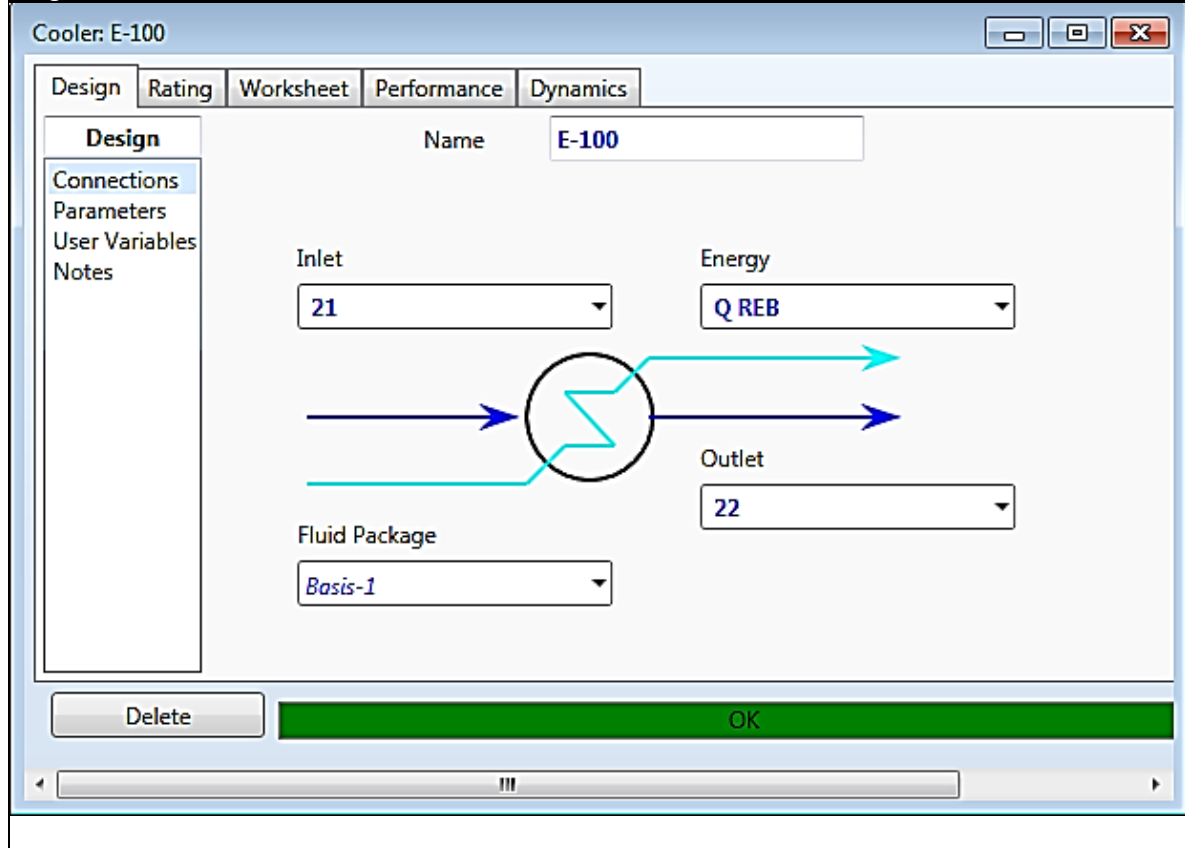 Cooler: E-100
Design Rating Worksheet Performance Dynamics
Design
Connections
Parameters
User Variables
Notes
Name E-100
Inlet
21
Energy
Q REB
Outlet
22
Fluid Package
Basis-1
Delete
OK